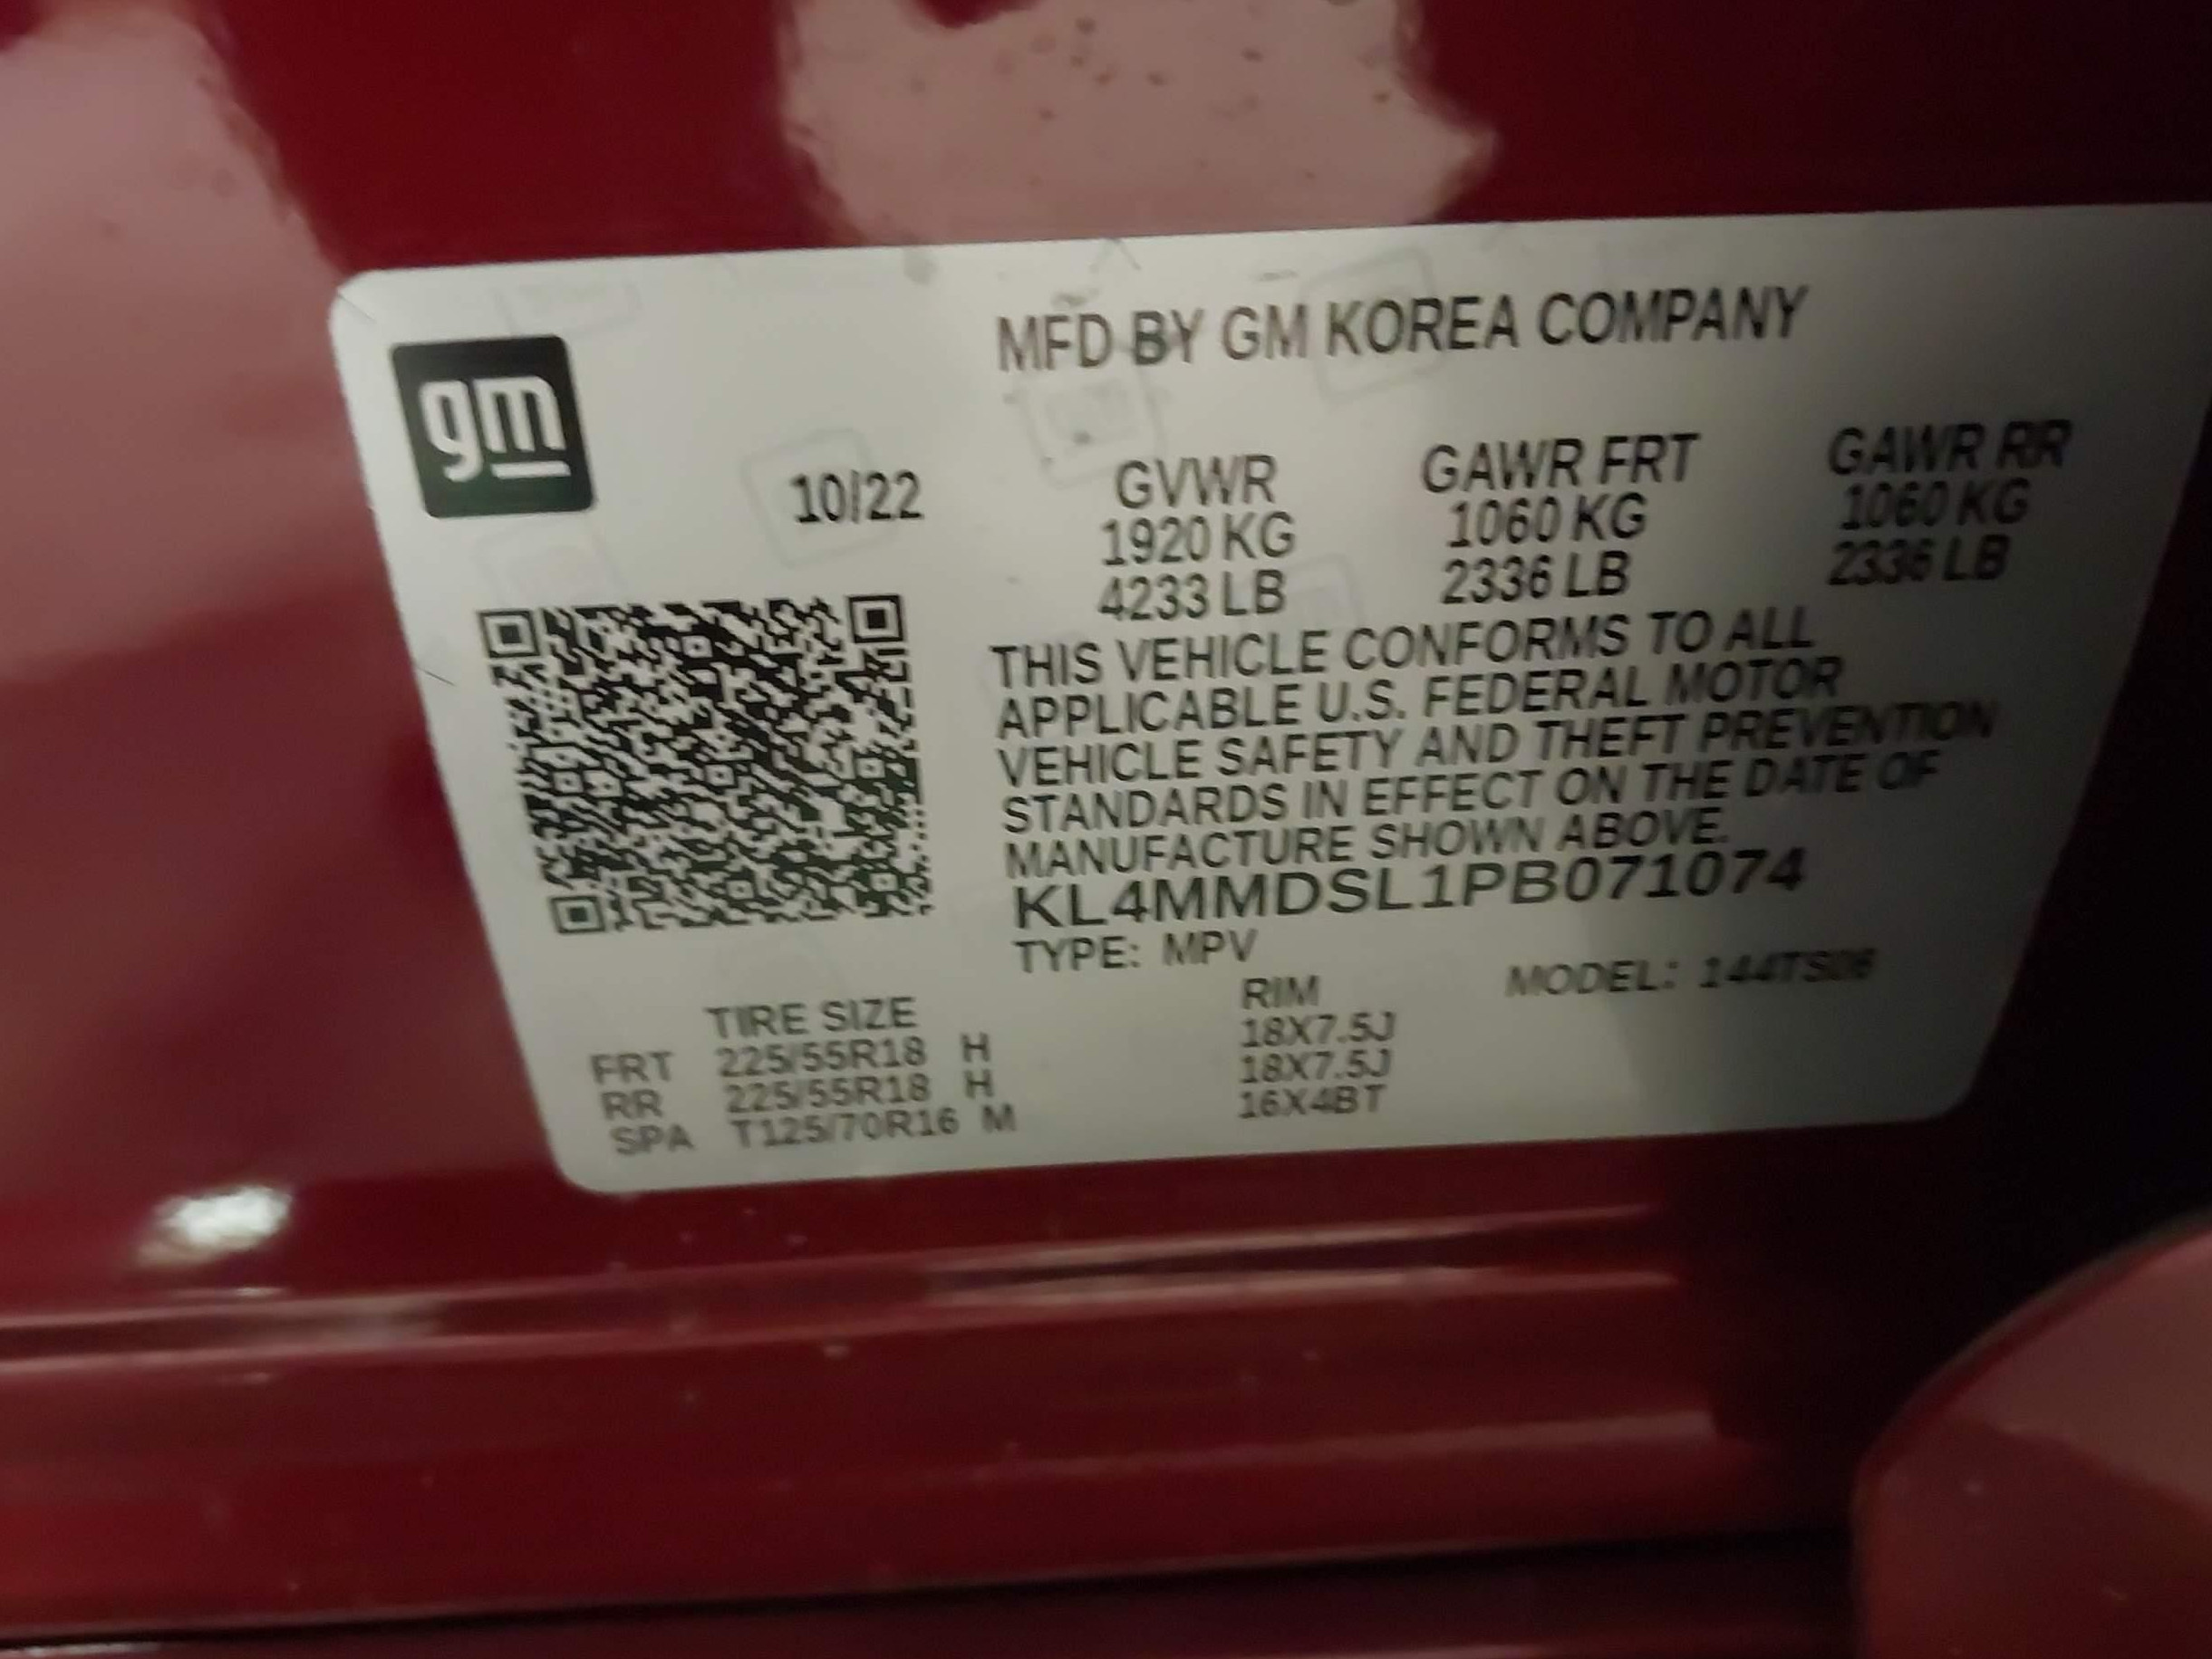 gm
MFD BY GM KOREA COMPANY
10/22
GVWR GAWR FRT GAWR RR
1920 KG 1060 KG 1060 KG
4233 LB 2336 LB 2336 LB
THIS VEHICLE CONFORMS TO ALL
APPLICABLE U.S. FEDERAL MOTOR
VEHICLE SAFETY AND THEFT PREVENTION
STANDARDS IN EFFECT ON THE DATE OF
MANUFACTURE SHOWN ABOVE.
KL4MMDSL1PB071074
TYPE: MPV
MODEL:
TIRE SIZE RIM
FRT 225/55R18 H 18X7.5J
RR 225/55R18 H 18X7.5J
SPA T125/70R16 M 16X4BT